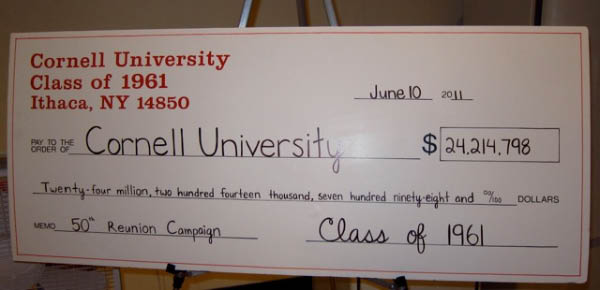 Cornell University
Class of 1961
Ithaca, NY 14850
June 10 2011
PAY TO THE
ORDER OF Cornell University $ 24,214,798
Twenty-four million, two hundred fourteen thousand, seven hundred ninety-eight and 00/100 DOLLARS
MEMO 50th Reunion Campaign Class of 1961